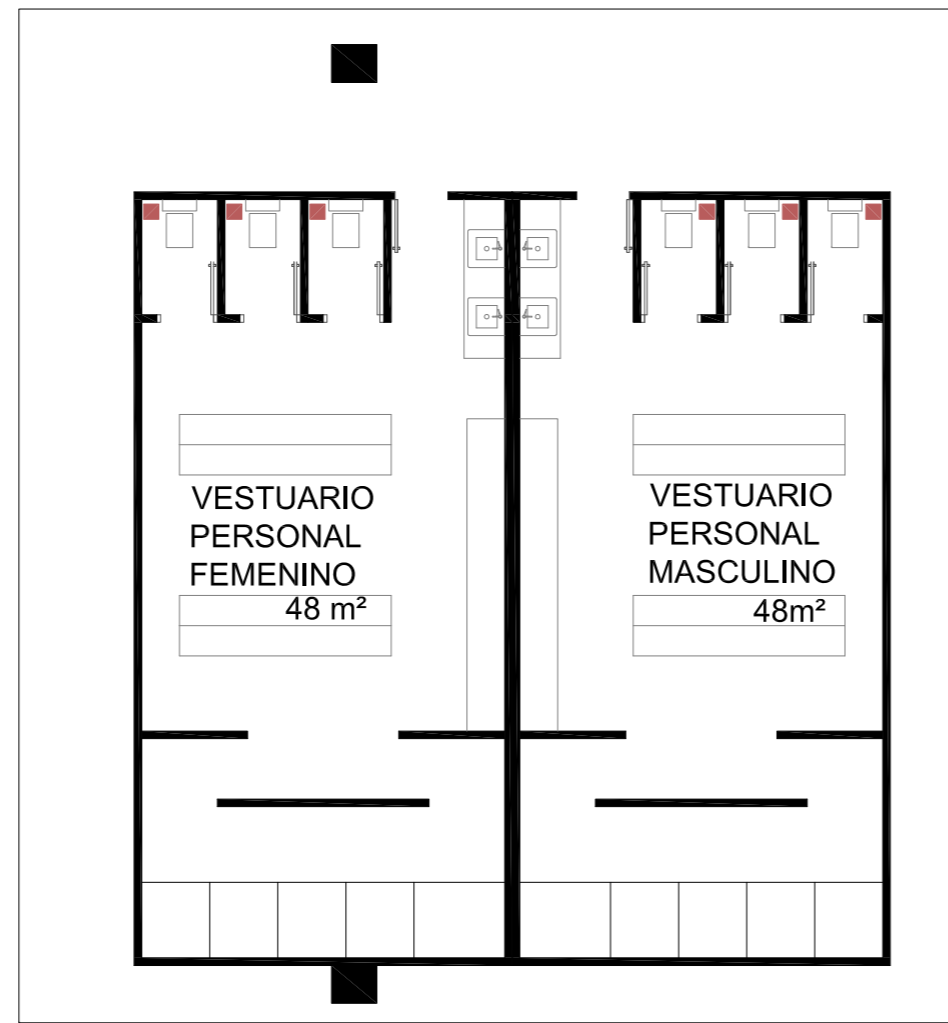 VESTUARIO
PERSONAL
FEMENINO
48 m²
VESTUARIO
PERSONAL
MASCULINO
48m²